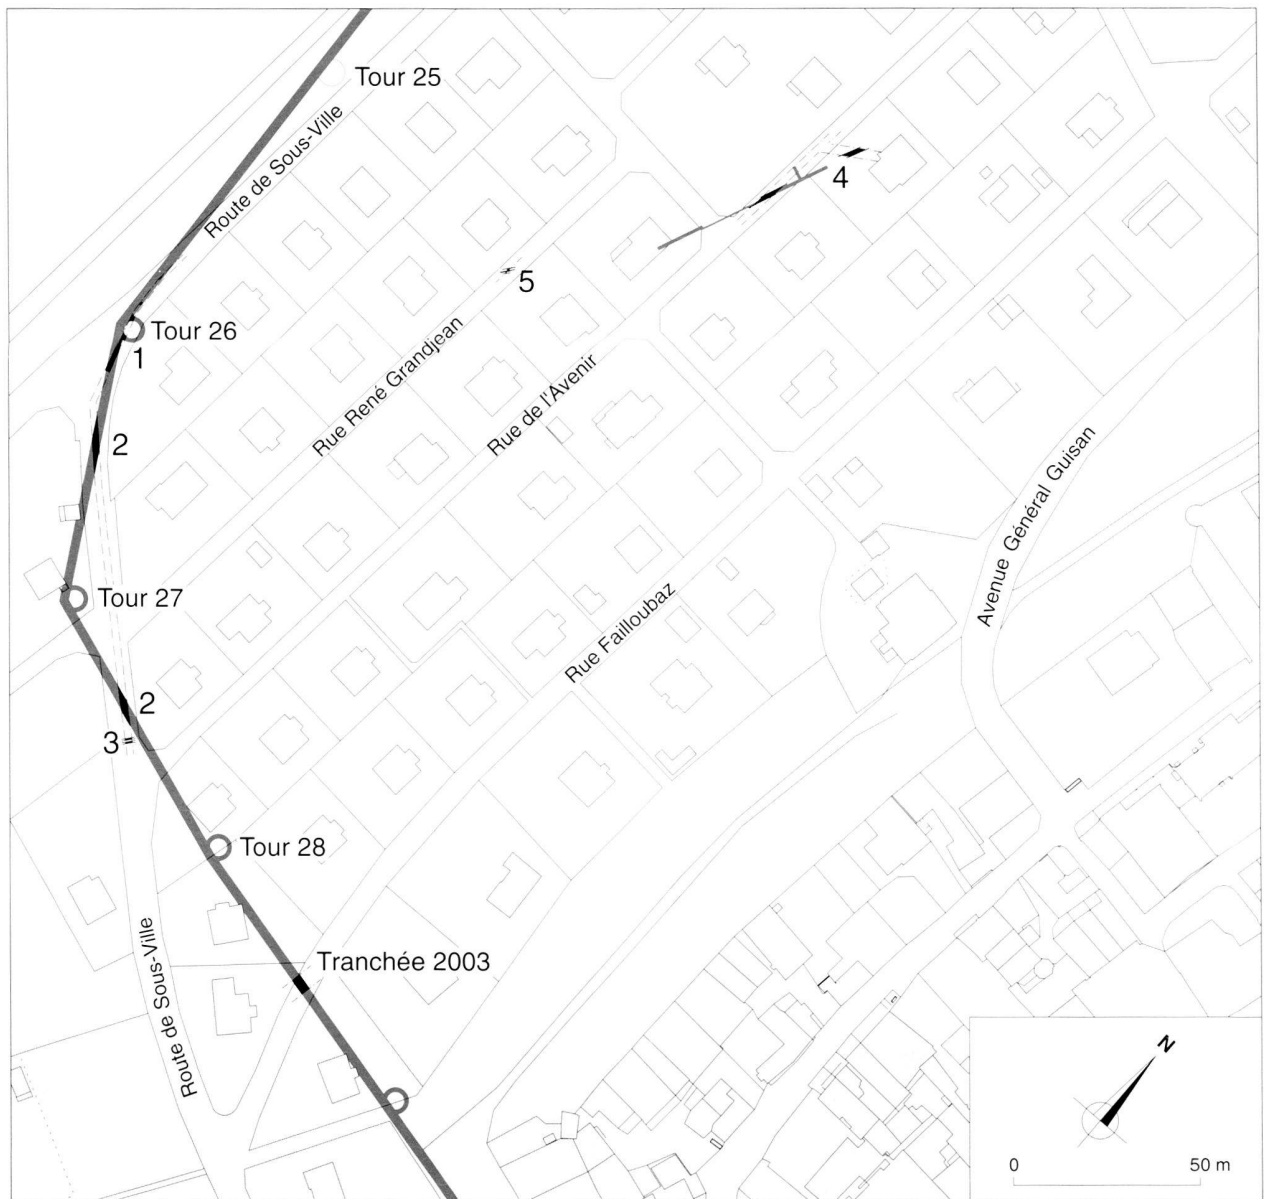 Tour 25
Route de Sous-Ville
4
5
Tour 26
1
Rue René Grandjean
Rue de l'Avenir
2
Avenue Général Guisan
Tour 27
Rue Failloubaz
2
3
Tour 28
Route de Sous-Ville
Tranchée 2003
N
0 50 m